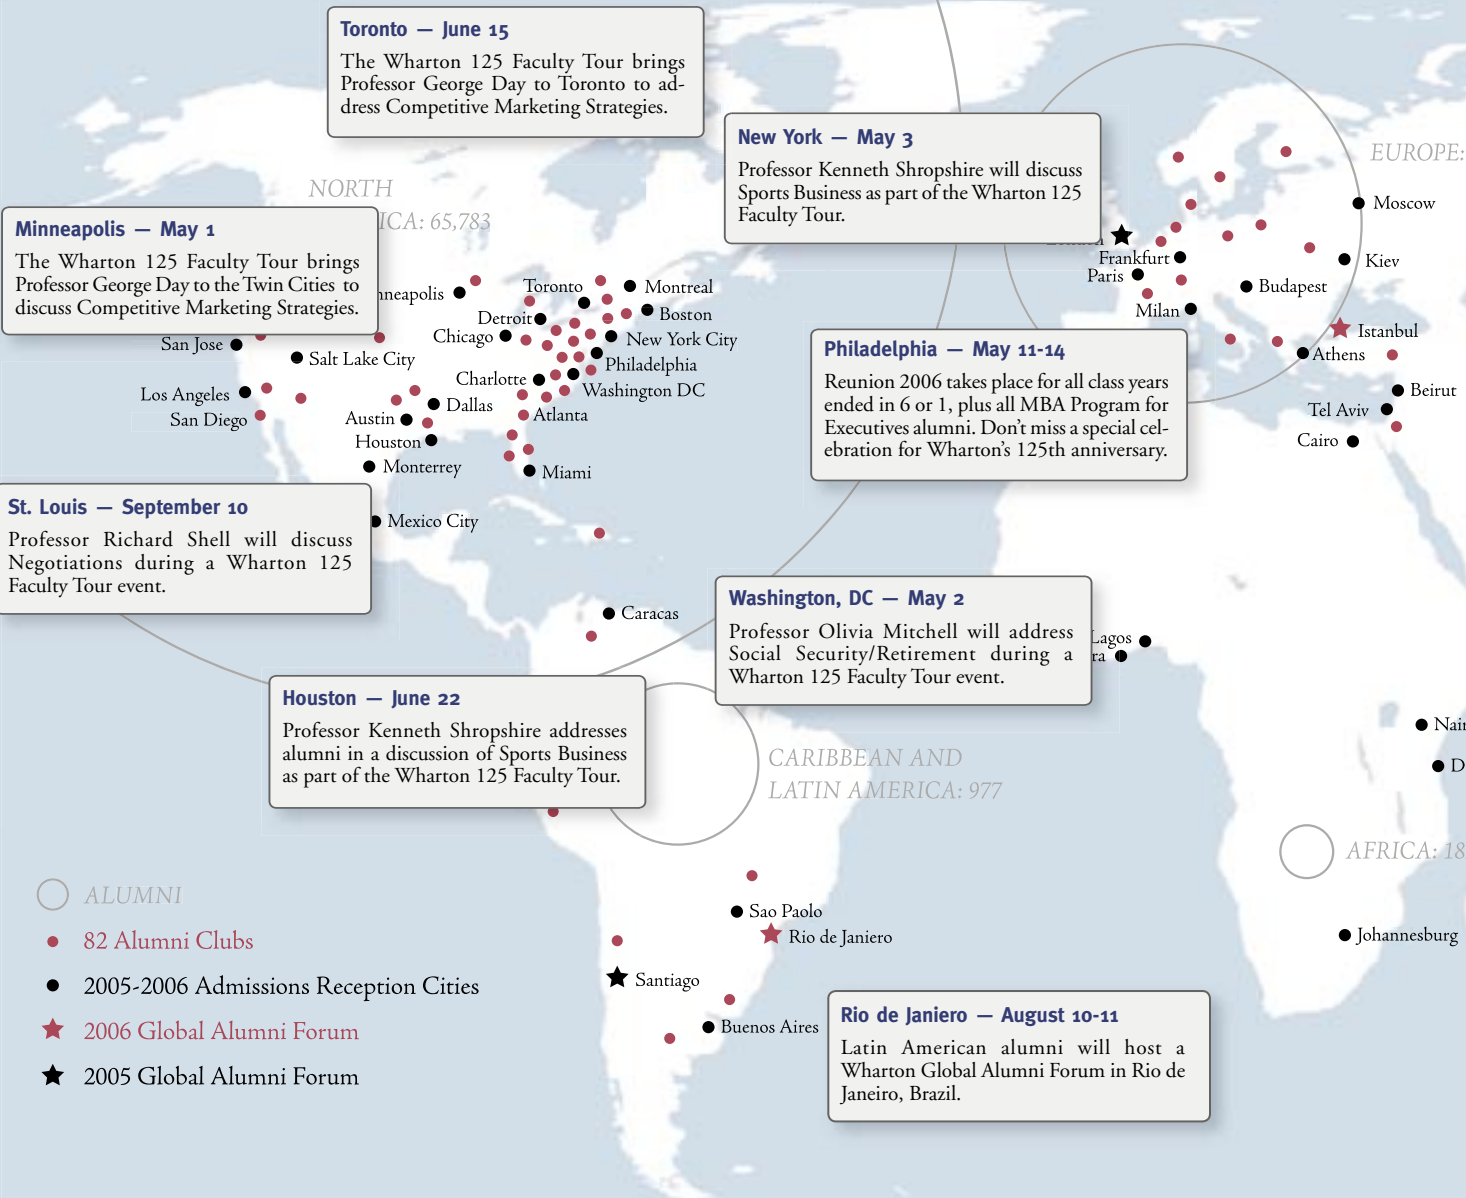 Toronto — June 15
The Wharton 125 Faculty Tour brings
Professor George Day to Toronto to ad-
dress Competitive Marketing Strategies.
New York — May 3
Professor Kenneth Shropshire will discuss
Sports Business as part of the Wharton 125
Faculty Tour.
EUROPE:
NORTH
ICA: 65,783
Minneapolis — May 1
The Wharton 125 Faculty Tour brings
Professor George Day to the Twin Cities to
discuss Competitive Marketing Strategies.
Moscow
Frankfurt
Kiev
Paris
Budapest
Milan
Istanbul
Athens
Beirut
Tel Aviv
Cairo
neapolis
Toronto
Montreal
Boston
Detroit
Chicago
New York City
Philadelphia
Charlotte
Washington DC
Atlanta
San Jose
Salt Lake City
Los Angeles
San Diego
Dallas
Austin
Houston
Monterrey
Miami
Mexico City
Philadelphia — May 11-14
Reunion 2006 takes place for all class years
ended in 6 or 1, plus all MBA Program for
Executives alumni. Don't miss a special cel-
ebration for Wharton's 125th anniversary.
St. Louis — September 10
Professor Richard Shell will discuss
Negotiations during a Wharton 125
Faculty Tour event.
Caracas
Washington, DC — May 2
Professor Olivia Mitchell will address
Social Security/Retirement during a
Wharton 125 Faculty Tour event.
Lagos
ra
Houston — June 22
Professor Kenneth Shropshire addresses
alumni in a discussion of Sports Business
as part of the Wharton 125 Faculty Tour.
CARIBBEAN AND
LATIN AMERICA: 977
Nair
D
AFRICA: 18
Johannesburg
Sao Paolo
Rio de Janiero
Santiago
Buenos Aires
ALUMNI
82 Alumni Clubs
2005-2006 Admissions Reception Cities
2006 Global Alumni Forum
2005 Global Alumni Forum
Rio de Janiero — August 10-11
Latin American alumni will host a
Wharton Global Alumni Forum in Rio de
Janeiro, Brazil.